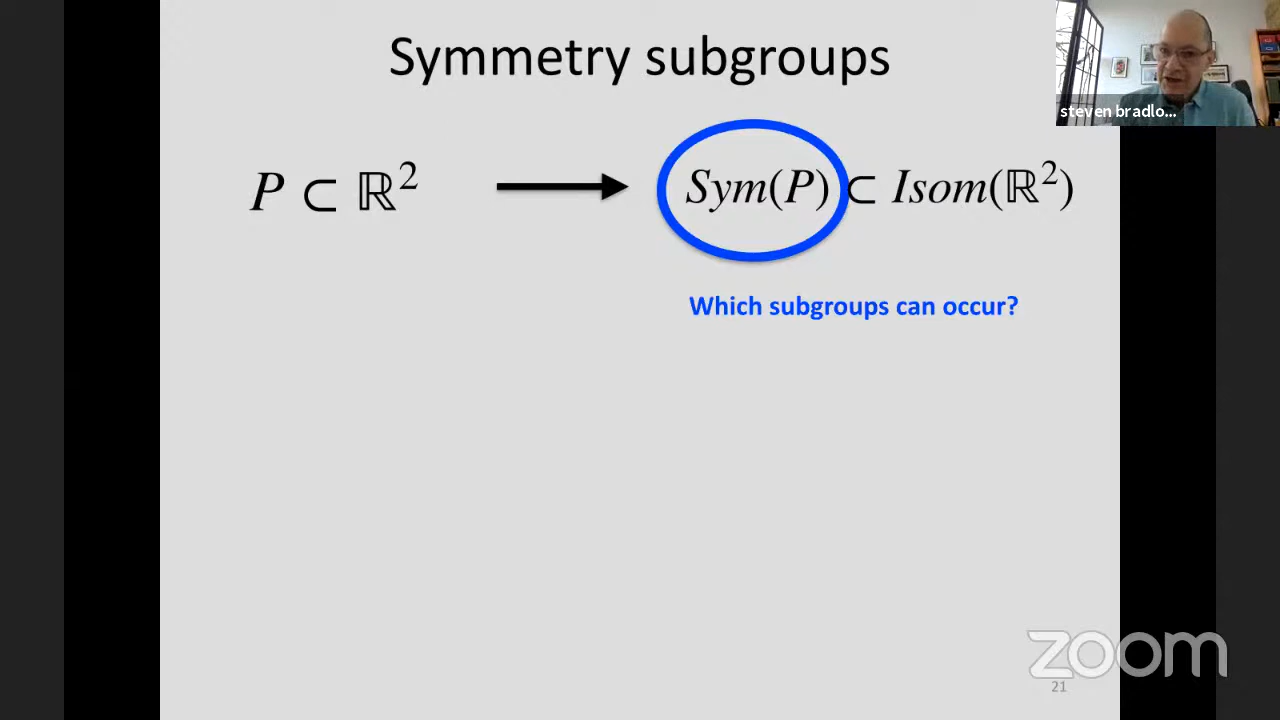 Symmetry subgroups
steven bradlo...
P ⊂ ℝ² → Sym(P) ⊂ Isom(ℝ²)
Which subgroups can occur?
zoom
21